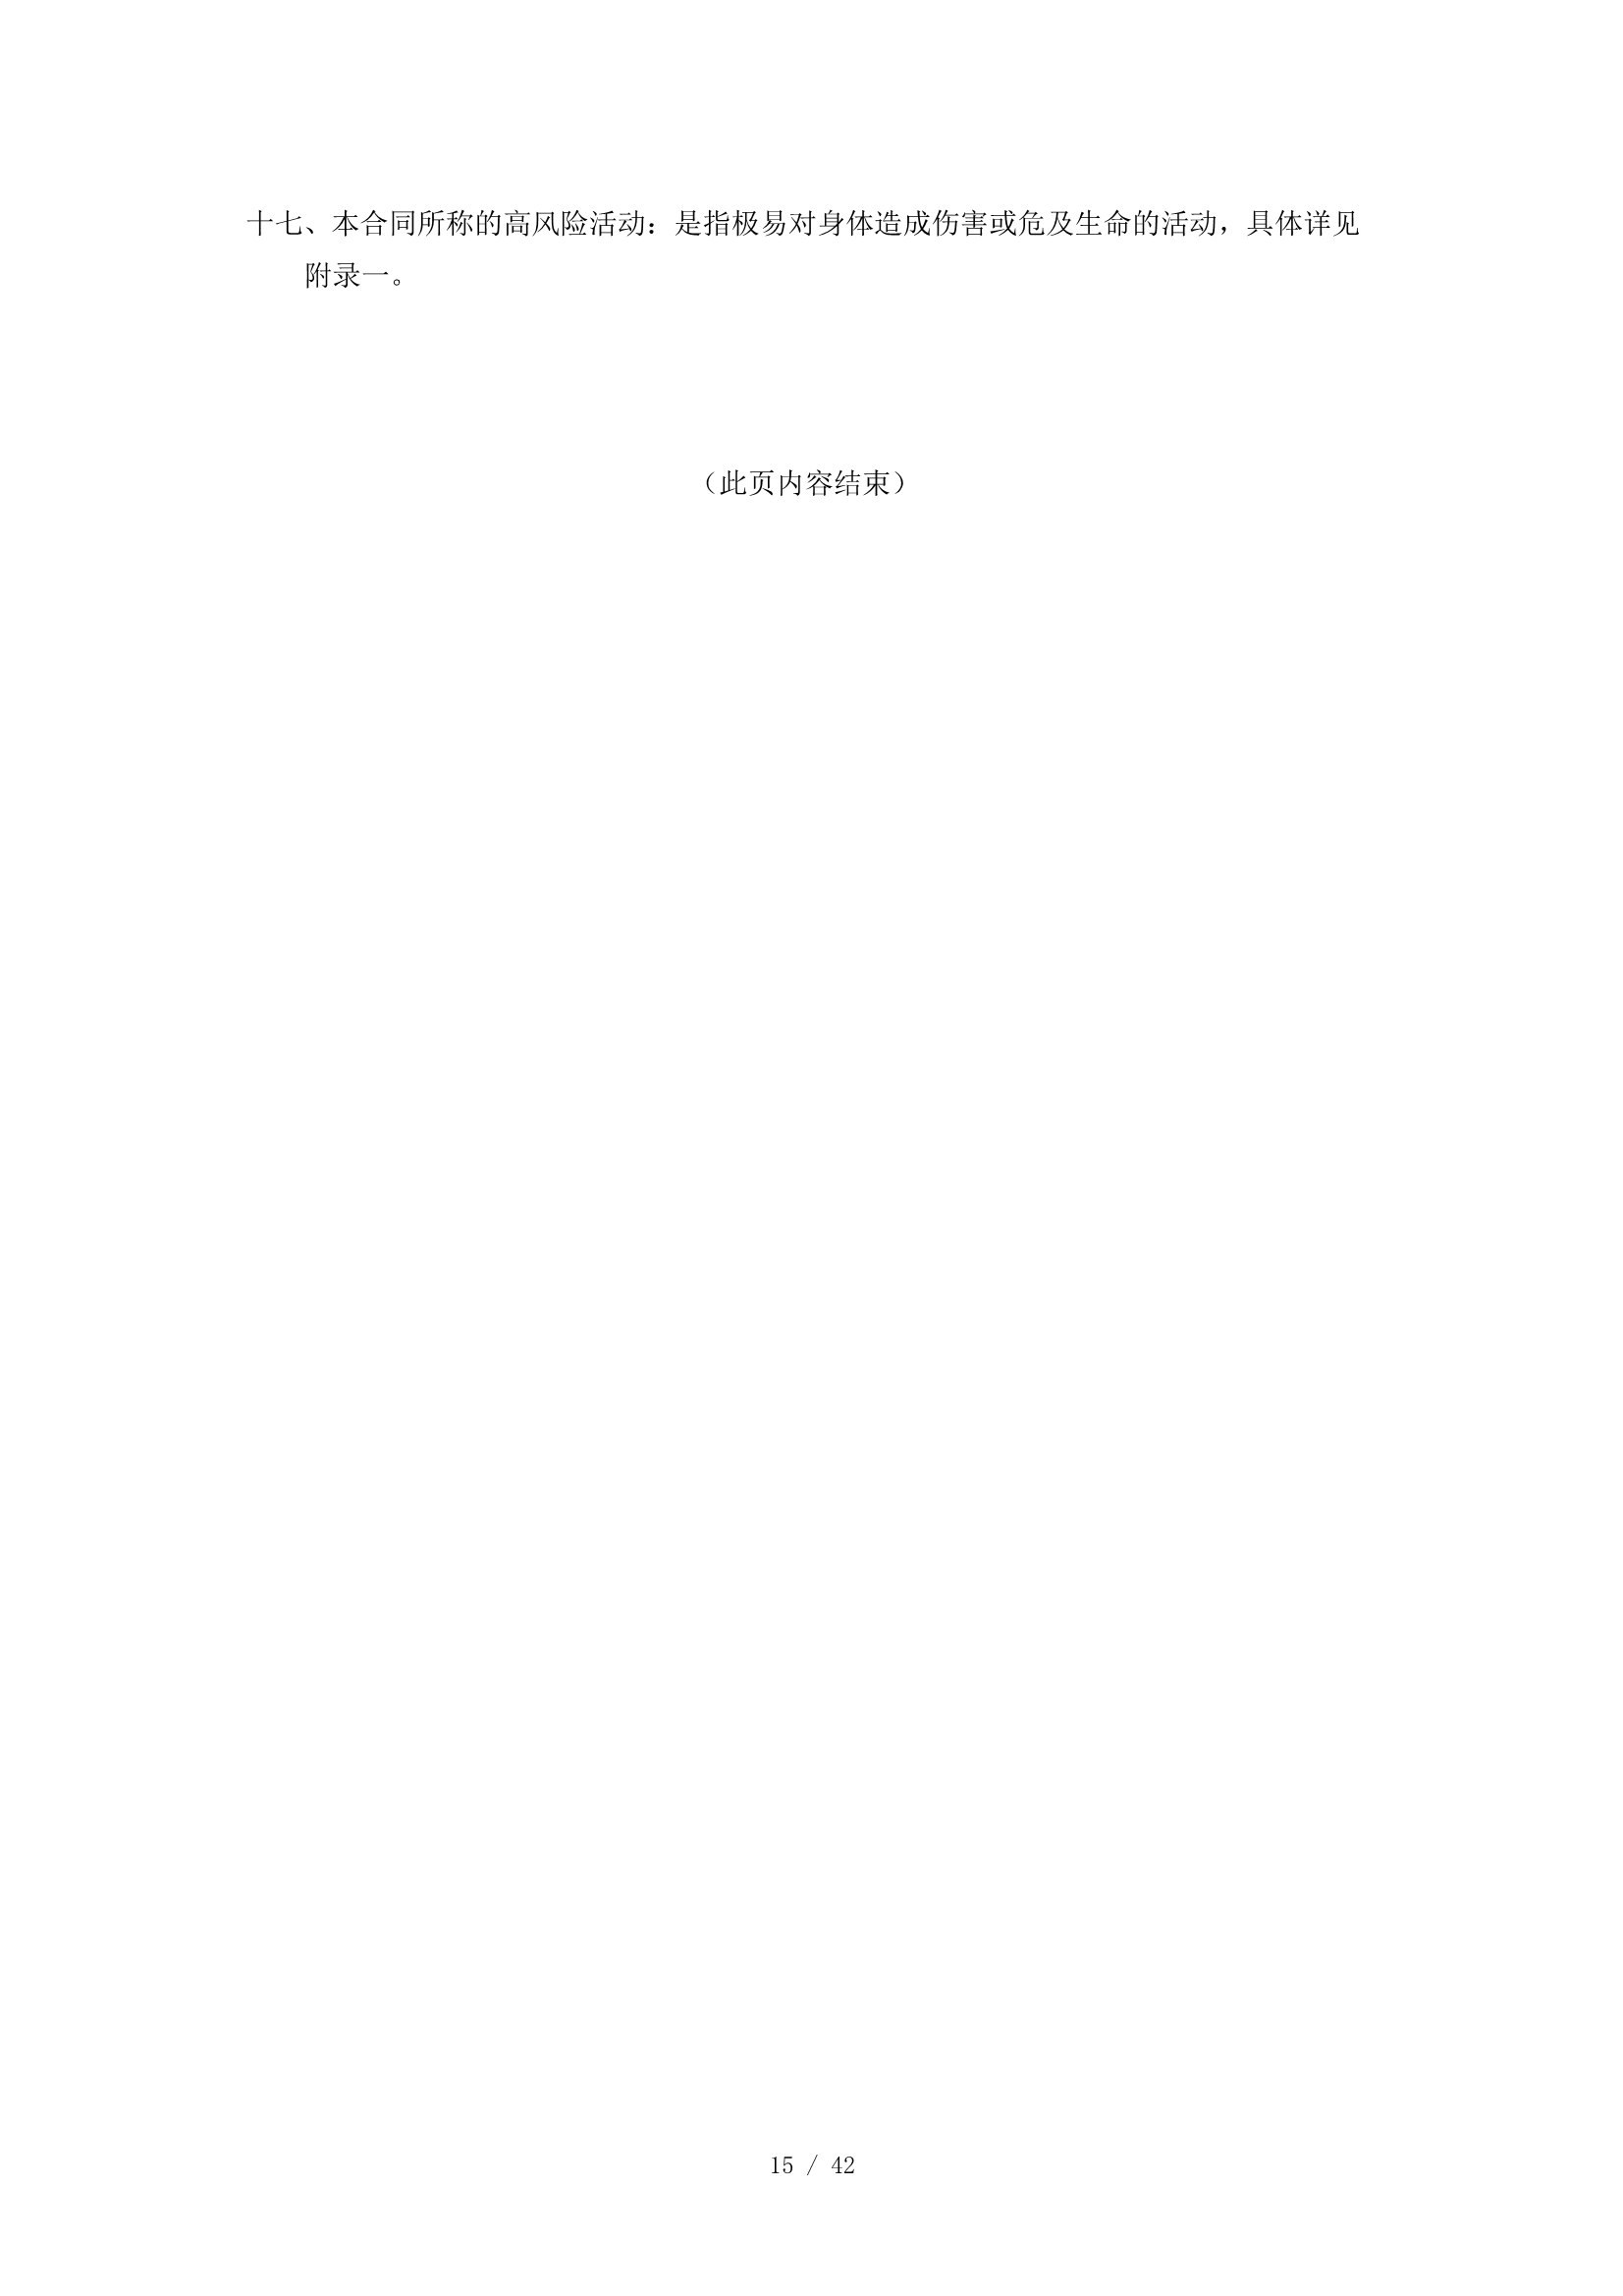 十七、本合同所称的高风险活动：是指极易对身体造成伤害或危及生命的活动，具体详见
附录一。
（此页内容结束）
15 / 42